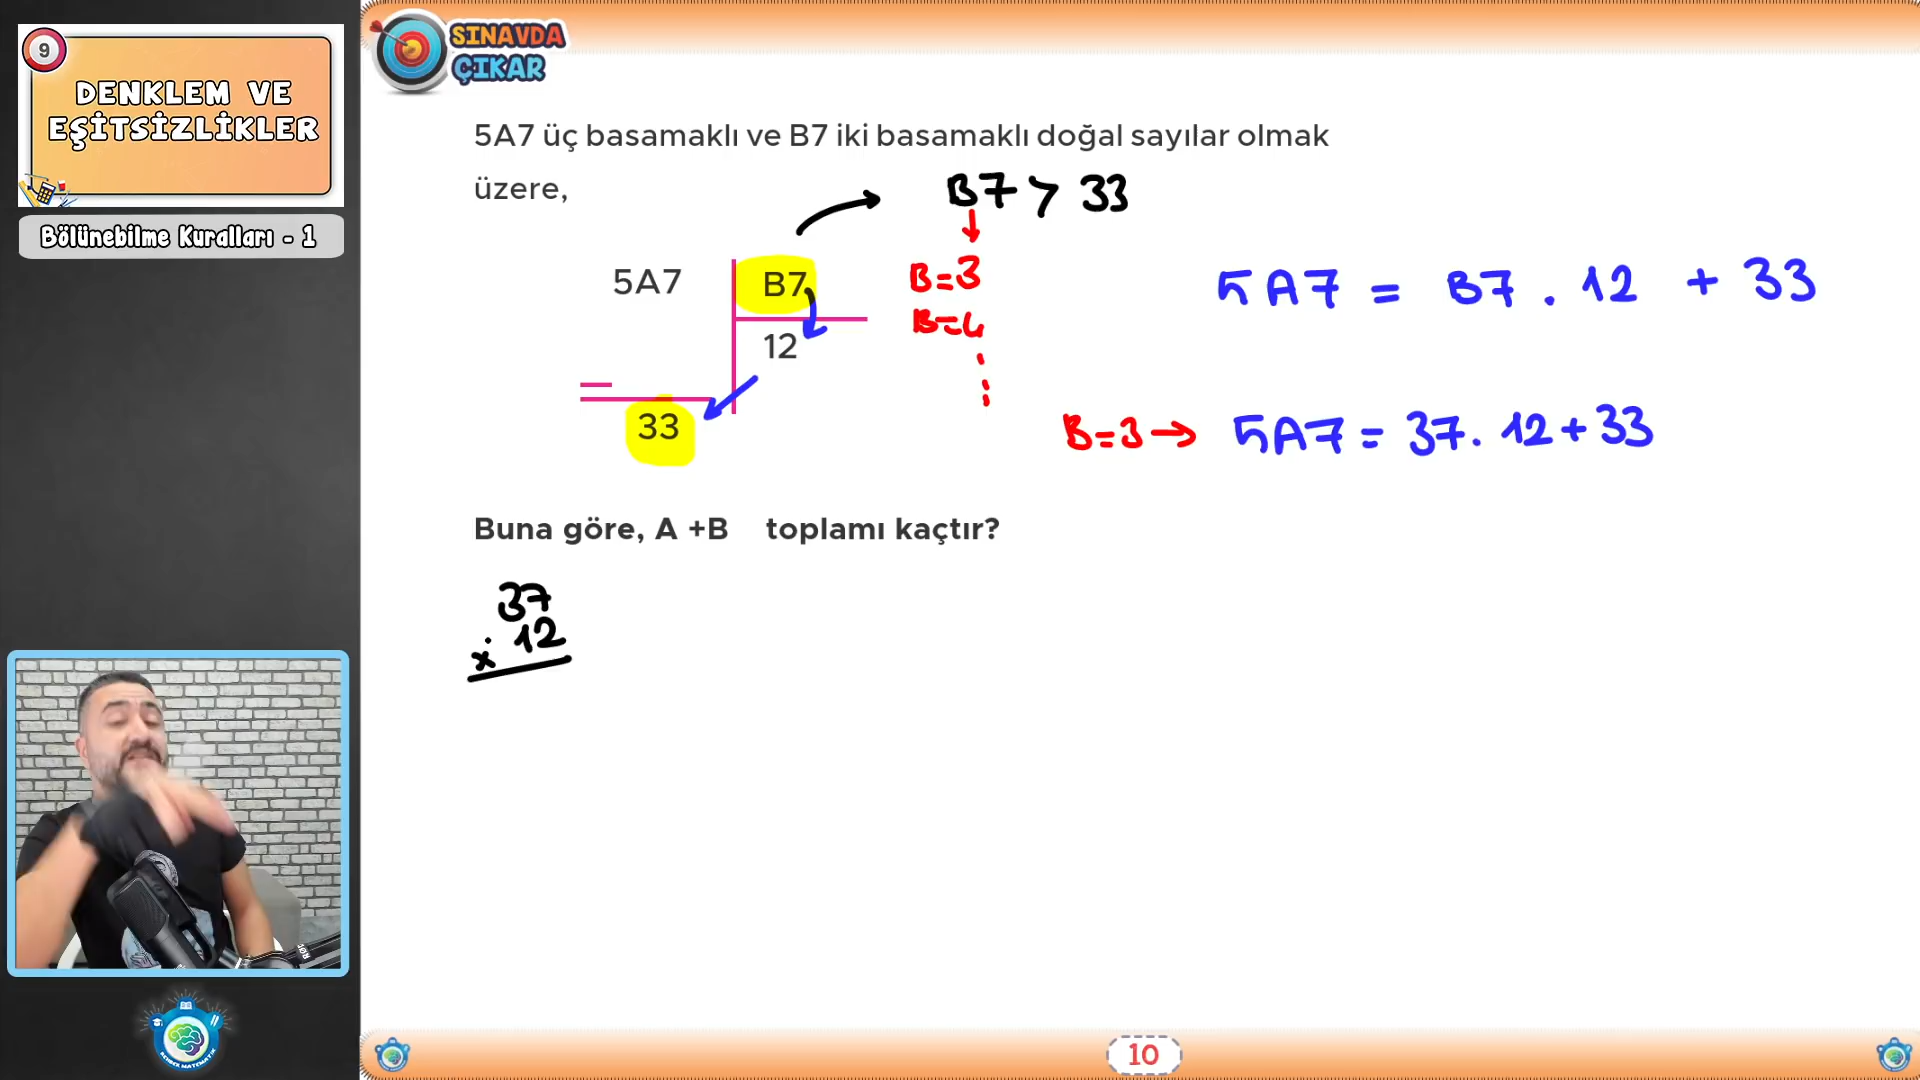 9
DENKLEM VE
EŞİTSİZLİKLER
Bölünebilme Kuralları - 1
SINAVDA
ÇIKAR
5A7 üç basamaklı ve B7 iki basamaklı doğal sayılar olmak
üzere,
B7 > 33
5A7 B7
12
33
B=3
B=4
5A7 = B7 . 12 + 33
B=3 → 5A7 = 37 . 12 + 33
Buna göre, A +B toplamı kaçtır?
37
x 12
10